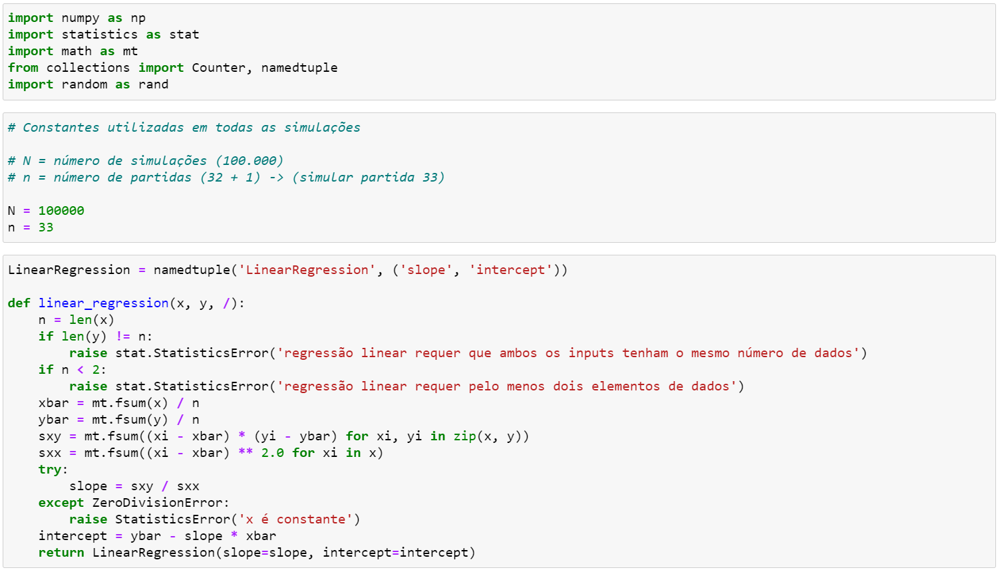 import numpy as np
import statistics as stat
import math as mt
from collections import Counter, namedtuple
import random as rand
# Constantes utilizadas em todas as simulações
# N = número de simulações (100.000)
# n = número de partidas (32 + 1) -> (simular partida 33)
N = 100000
n = 33
LinearRegression = namedtuple('LinearRegression', ('slope', 'intercept'))
def linear_regression(x, y, /):
    n = len(x)
    if len(y) != n:
        raise stat.StatisticsError('regressão linear requer que ambos os inputs tenham o mesmo número de dados')
    if n < 2:
        raise stat.StatisticsError('regressão linear requer pelo menos dois elementos de dados')
    xbar = mt.fsum(x) / n
    ybar = mt.fsum(y) / n
    sxy = mt.fsum((xi - xbar) * (yi - ybar) for xi, yi in zip(x, y))
    sxx = mt.fsum((xi - xbar) ** 2.0 for xi in x)
    try:
        slope = sxy / sxx
    except ZeroDivisionError:
        raise StatisticsError('x é constante')
    intercept = ybar - slope * xbar
    return LinearRegression(slope=slope, intercept=intercept)